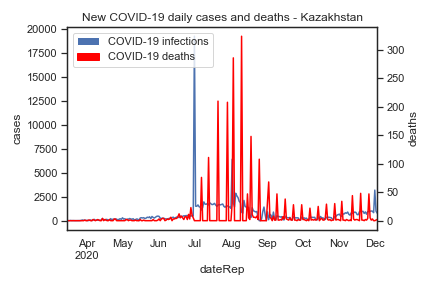 New COVID-19 daily cases and deaths - Kazakhstan
COVID-19 infections
COVID-19 deaths
20000
17500
15000
12500
10000
7500
5000
2500
0
cases
300
250
200
150
100
50
0
deaths
Apr May Jun Jul Aug Sep Oct Nov Dec
2020
dateRep